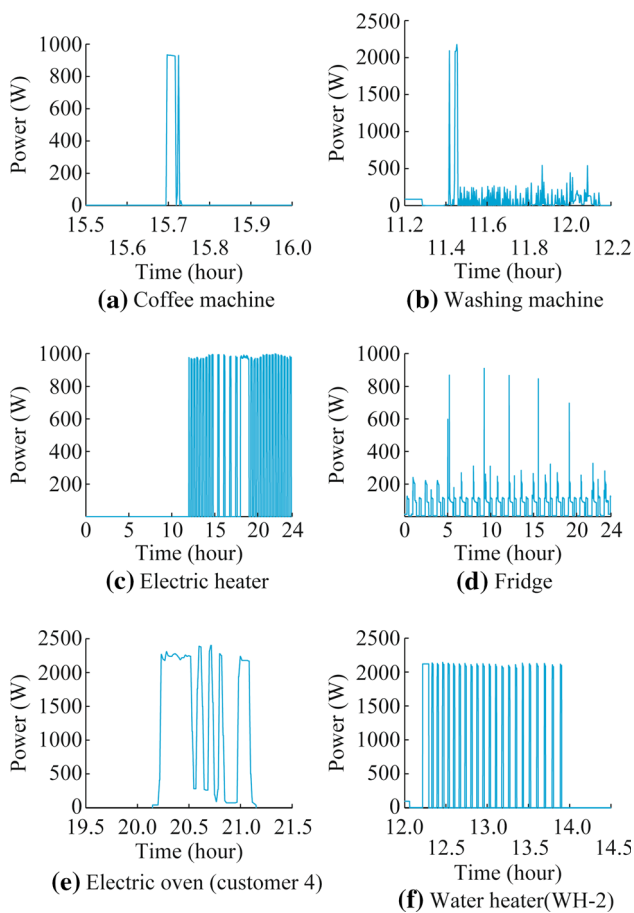 1000
800
600
400
200
0
Power (W)
15.5 15.7 15.9
15.6 15.8 16.0
Time (hour)
(a) Coffee machine
2500
2000
1500
1000
500
0
Power (W)
11.2 11.6 12.0
11.4 11.8 12.2
Time (hour)
(b) Washing machine
1000
800
600
400
200
Power (W)
0 5 10 15 20 24
Time (hour)
(c) Electric heater
1000
800
600
400
200
Power (W)
0 5 10 15 20 24
Time (hour)
(d) Fridge
2500
2000
1500
1000
500
0
Power (W)
19.5 20.0 20.5 21.0 21.5
Time (hour)
(e) Electric oven (customer 4)
2500
2000
1500
1000
500
0
Power (W)
12.0 13.0 14.0
12.5 13.5 14.5
Time (hour)
(f) Water heater(WH-2)